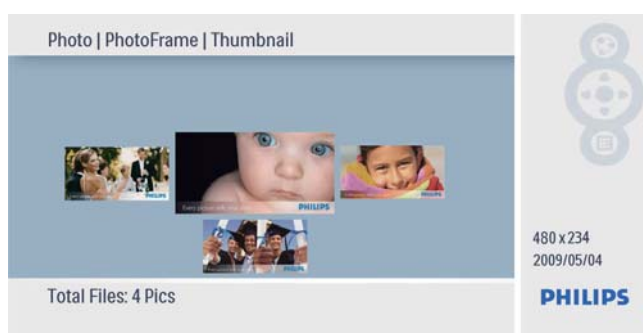 Photo | PhotoFrame | Thumbnail
PHILIPS
PHILIPS
PHILIPS
PHILIPS
Total Files: 4 Pics
480 x 234
2009/05/04
PHILIPS